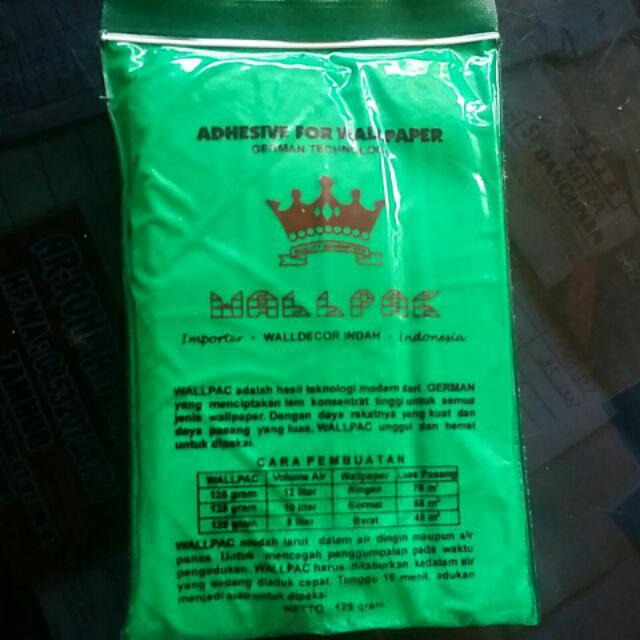 ADHESIVE FOR WALLPAPER
GERMAN TECHNOLOGI
WALLPAC
Importer - WALLDECOR INDAH - Indonesia
WALLPAC adalah hasil teknologi modern dari GERMAN
yang menciptakan lem konsentrat tinggi untuk semua
jenis wallpaper. Dengan daya rekatnya yang kuat dan
daya pasang yang luas, WALLPAC unggul dan hemat
untuk dipakai.
CARA PEMBUATAN
WALLPAC Volume Air Wallpaper Luas Pasang
125 gram 12 liter Ringan 70 m²
125 gram 10 liter Normal m²
125 gram 8 liter Berat 45 m²
WALLPAC mudah larut dalam air dingin maupun air
panas. Untuk mencegah penggumpalan pada waktu
pengedukan. WALLPAC harus ditaburkan kedalam air
yang sedang diaduk cepat. Tunggu 10 menit, adukan
menjadi siap untuk dipakai.
NETTO 125 gram
MITRA
BANGUNAN